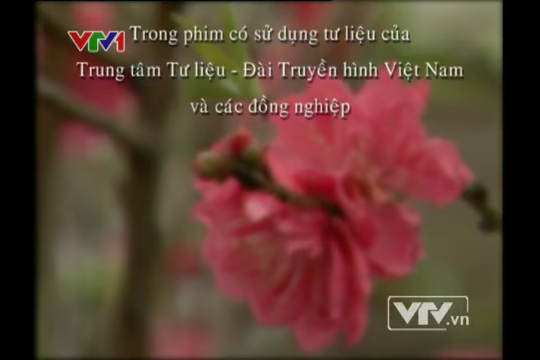 VTV1
Trong phim có sử dụng tư liệu của
Trung tâm Tư liệu - Đài Truyền hình Việt Nam
và các đồng nghiệp
VTV.vn